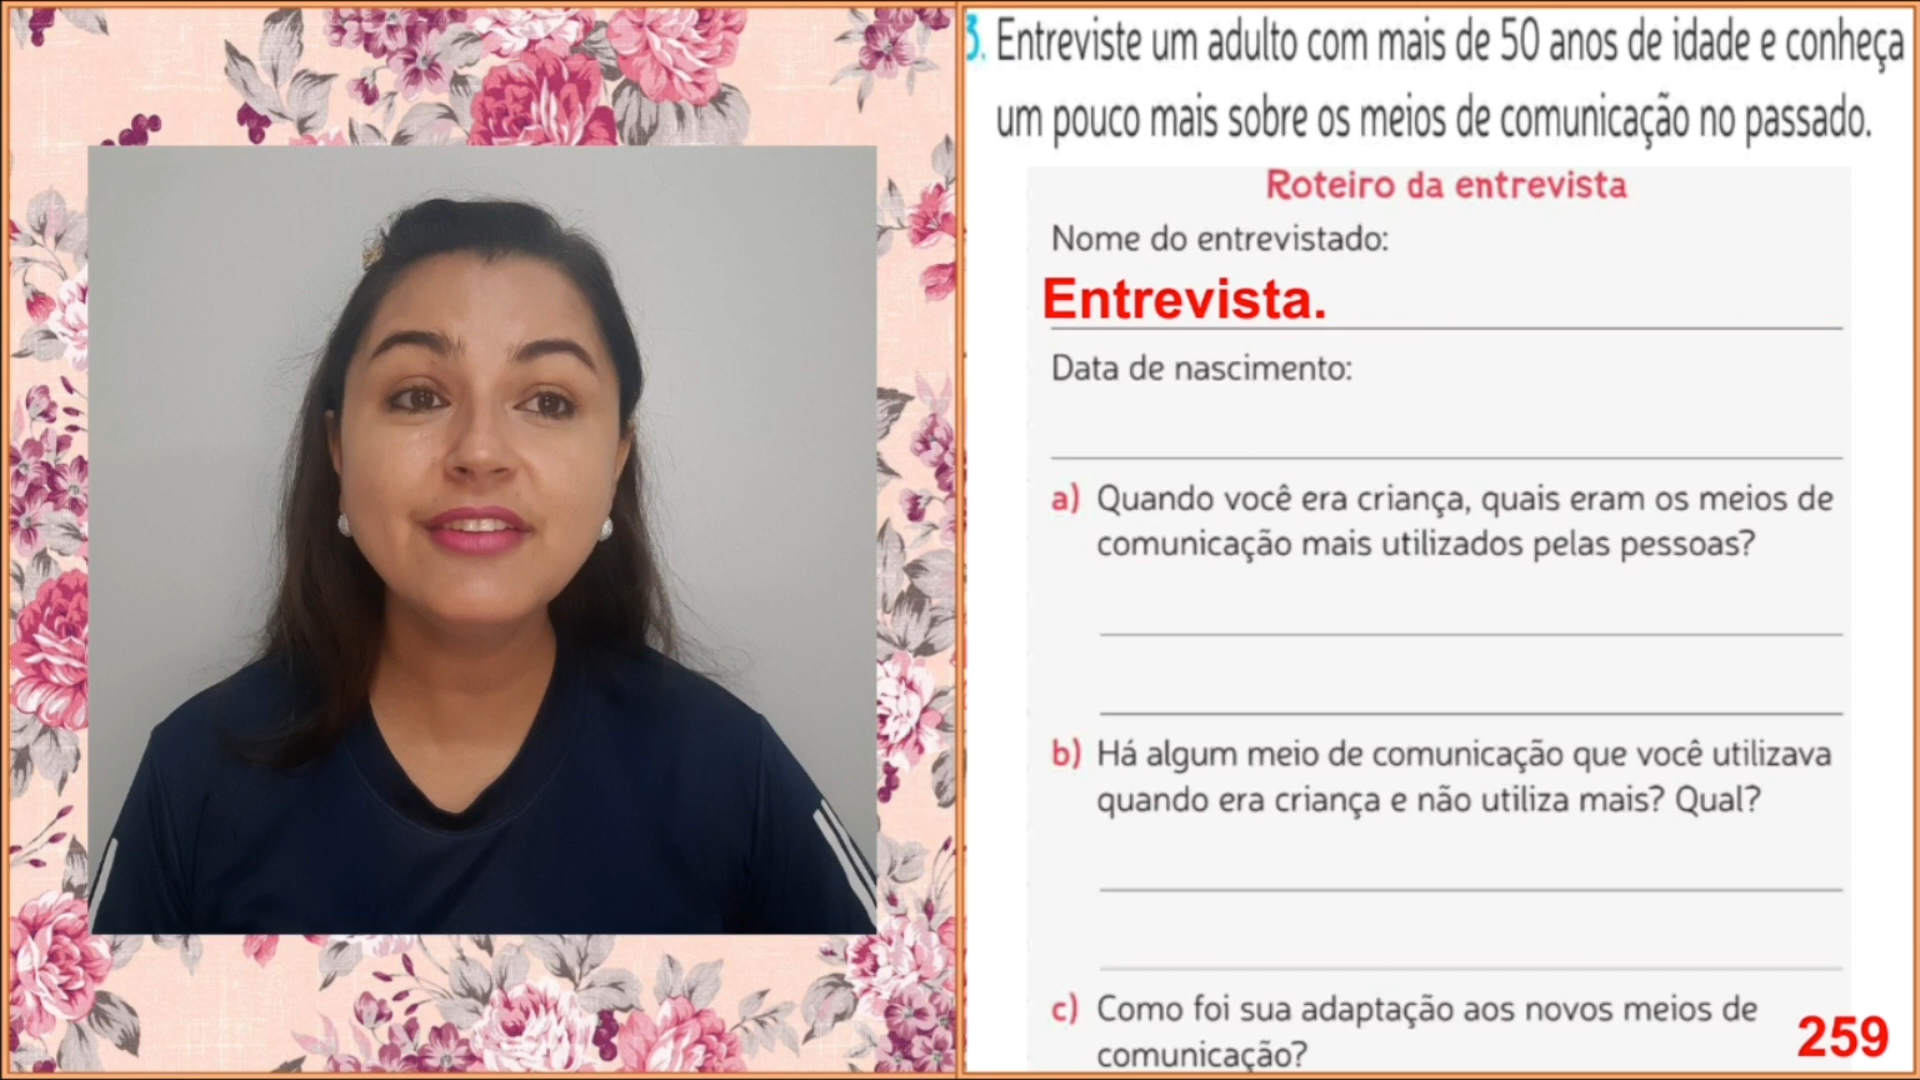 3. Entreviste um adulto com mais de 50 anos de idade e conheça
um pouco mais sobre os meios de comunicação no passado.
Roteiro da entrevista
Nome do entrevistado:
Entrevista.
Data de nascimento:
a) Quando você era criança, quais eram os meios de
comunicação mais utilizados pelas pessoas?
b) Há algum meio de comunicação que você utilizava
quando era criança e não utiliza mais? Qual?
c) Como foi sua adaptação aos novos meios de
comunicação?
259